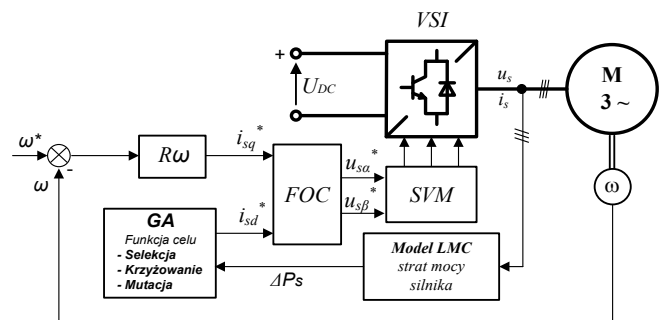 VSI
U_DC
+
-
u_s
i_s
M
3 ~
ω*
ω
-
Rω
i_sq*
FOC
u_sα*
u_sβ*
SVM
ω
GA
Funkcja celu
- Selekcja
- Krzyżowanie
- Mutacja
i_sd*
Model LMC
strat mocy
silnika
ΔPs